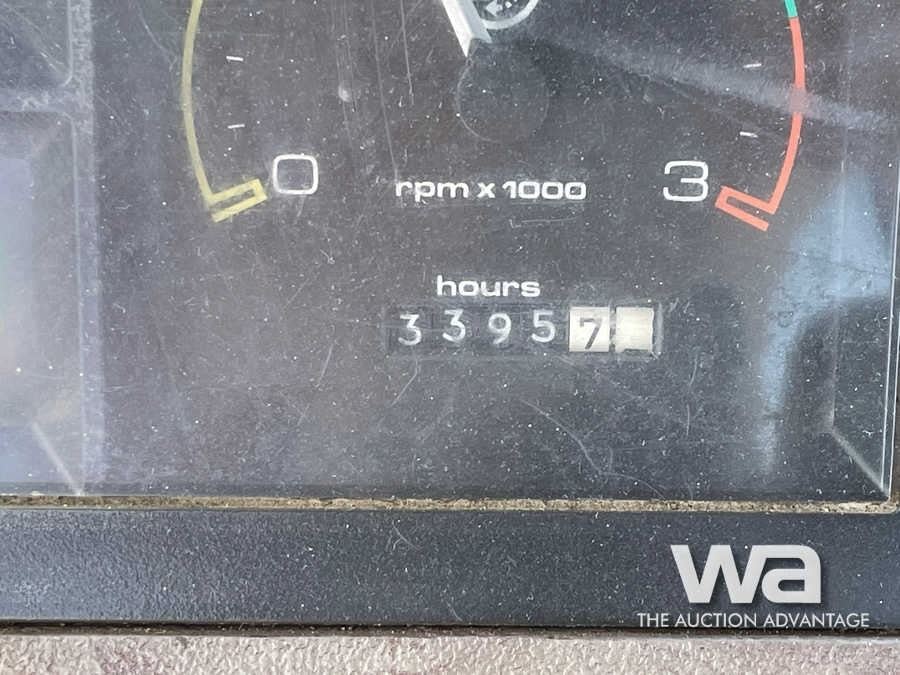 0 rpm x 1000 3
hours
33957
wa
THE AUCTION ADVANTAGE